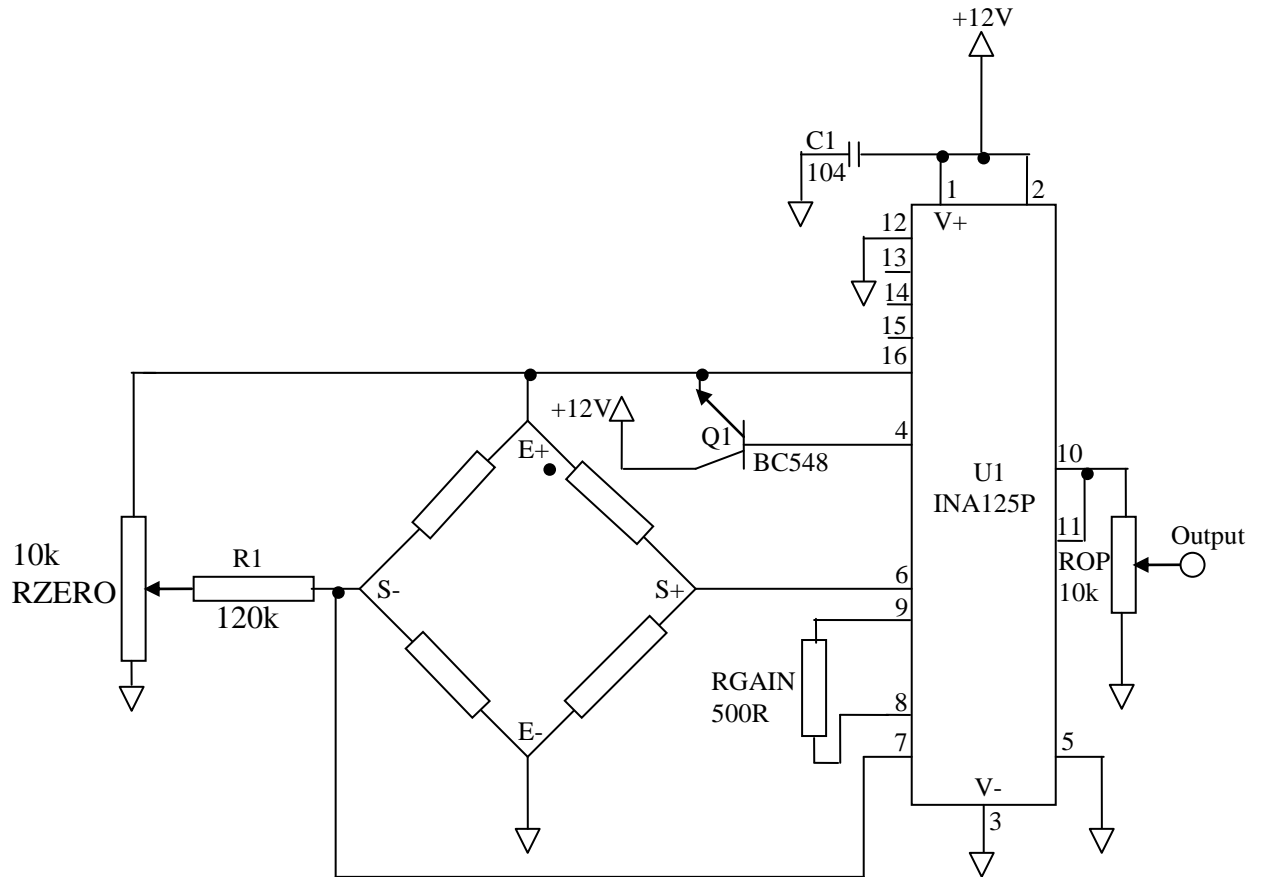 +12V
C1
104
1
2
V+
12
13
14
15
16
+12V
Q1
BC548
4
E+
U1
INA125P
10
11
Output
ROP
10k
10k
RZERO
R1
120k
S-
S+
6
9
RGAIN
500R
8
7
5
E-
V-
3